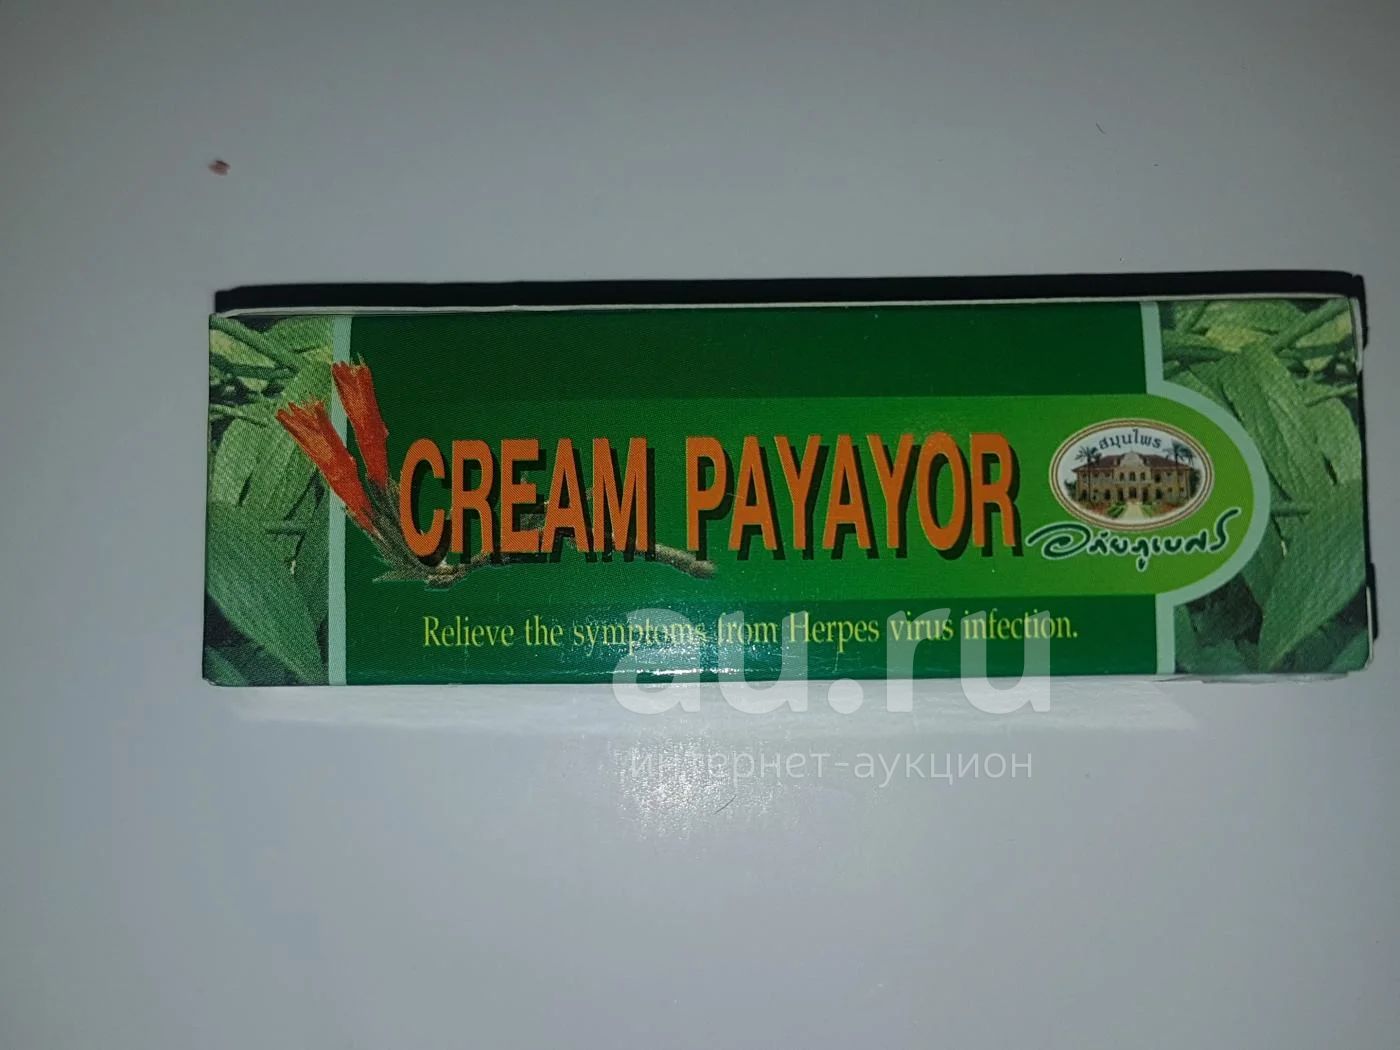 สมุนไพร
CREAM PAYAYOR
อภัยภูเบศร
Relieve the symptoms from Herpes virus infection.
au.ru
интернет-аукцион